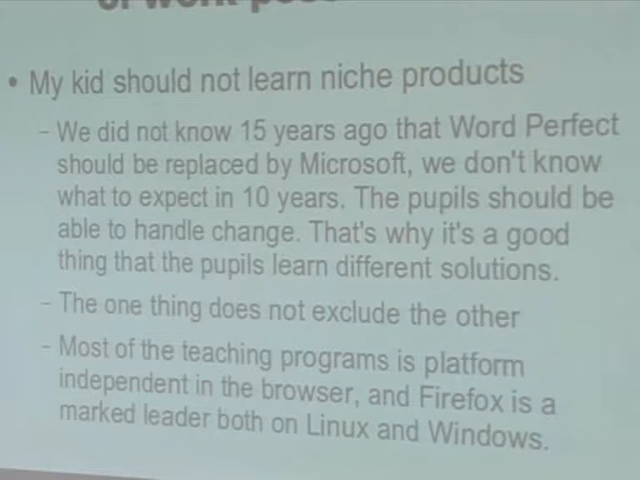 of work
• My kid should not learn niche products
– We did not know 15 years ago that Word Perfect
should be replaced by Microsoft, we don't know
what to expect in 10 years. The pupils should be
able to handle change. That's why it's a good
thing that the pupils learn different solutions.
– The one thing does not exclude the other
– Most of the teaching programs is platform
independent in the browser, and Firefox is a
marked leader both on Linux and Windows.